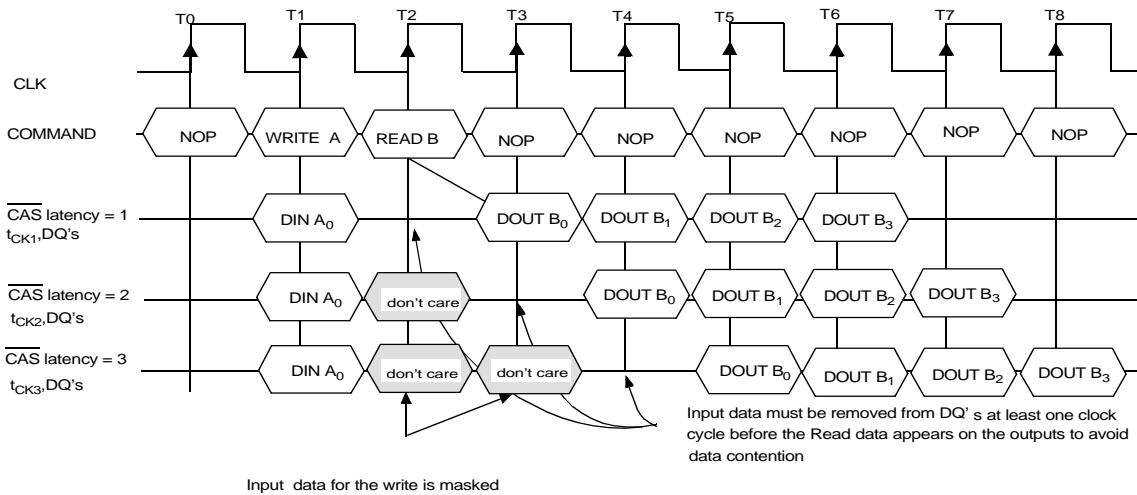 T0 T1 T2 T3 T4 T5 T6 T7 T8
CLK
COMMAND NOP WRITE A READ B NOP NOP NOP NOP NOP NOP
CAS latency = 1 DIN A0 DOUT B0 DOUT B1 DOUT B2 DOUT B3
tCK1,DQ's
CAS latency = 2 DIN A0 don't care DOUT B0 DOUT B1 DOUT B2 DOUT B3
tCK2,DQ's
CAS latency = 3 DIN A0 don't care don't care DOUT B0 DOUT B1 DOUT B2 DOUT B3
tCK3,DQ's
Input data must be removed from DQ' s at least one clock
cycle before the Read data appears on the outputs to avoid
data contention
Input data for the write is masked